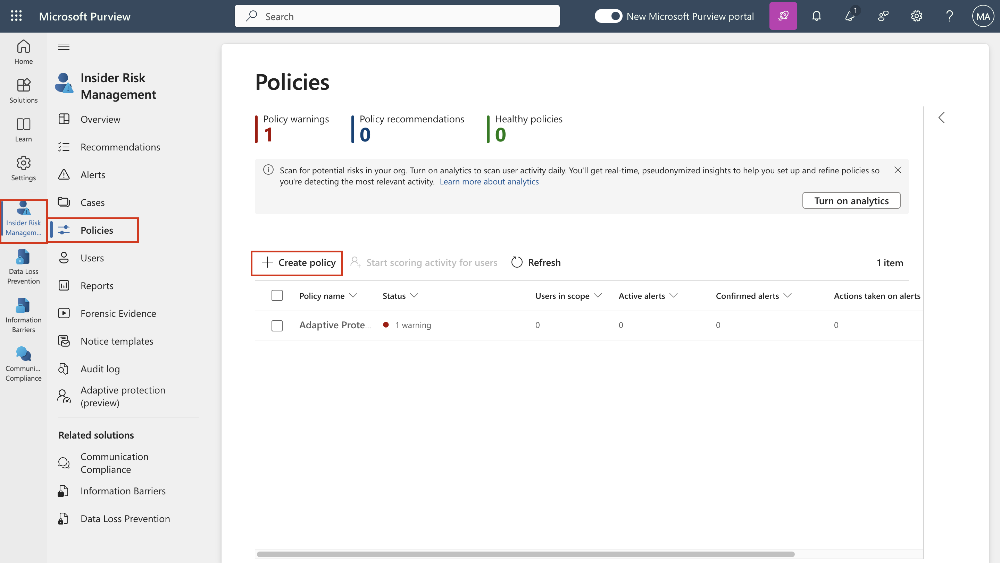 Microsoft Purview
Search
New Microsoft Purview portal
1
MA
Home
Solutions
Learn
Settings
Insider Risk
Managem...
Data Loss
Prevention
Information
Barriers
Communi...
Compliance
Insider Risk
Management
Overview
Recommendations
Alerts
Cases
Policies
Users
Reports
Forensic Evidence
Notice templates
Audit log
Adaptive protection
(preview)
Related solutions
Communication
Compliance
Information Barriers
Data Loss Prevention
Policies
Policy warnings
1
Policy recommendations
0
Healthy policies
0
Scan for potential risks in your org. Turn on analytics to scan user activity daily. You'll get real-time, pseudonymized insights to help you set up and refine policies so
you're detecting the most relevant activity. Learn more about analytics
Turn on analytics
Create policy
Start scoring activity for users
Refresh
1 item
Policy name Status Users in scope Active alerts Confirmed alerts Actions taken on alerts
Adaptive Prote... 1 warning 0 0 0 0